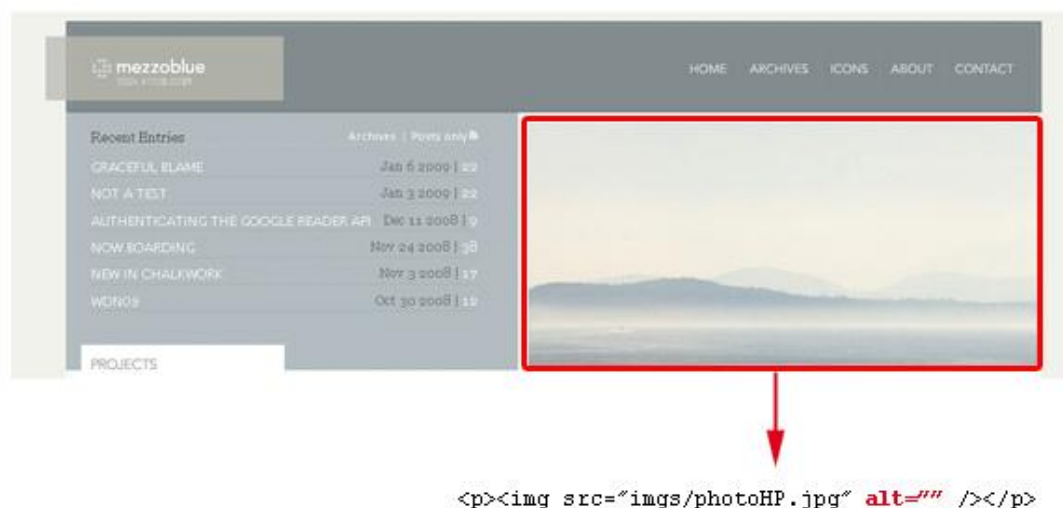 mezzoblue
HOME ARCHIVES ICONS ABOUT CONTACT
Recent Entries Archives | Posts only
GRACEFUL BLAME Jan 6 2009 | 29
NOT A TEST Jan 3 2009 | 22
AUTHENTICATING THE GOOGLE READER API Dec 11 2008 | 9
NOW BOARDING Nov 24 2008 | 38
NEW IN CHALKWORK Nov 3 2008 | 17
WDN09 Oct 30 2008 | 12
PROJECTS
<p><img src="imgs/photoHP.jpg" alt="" /></p>